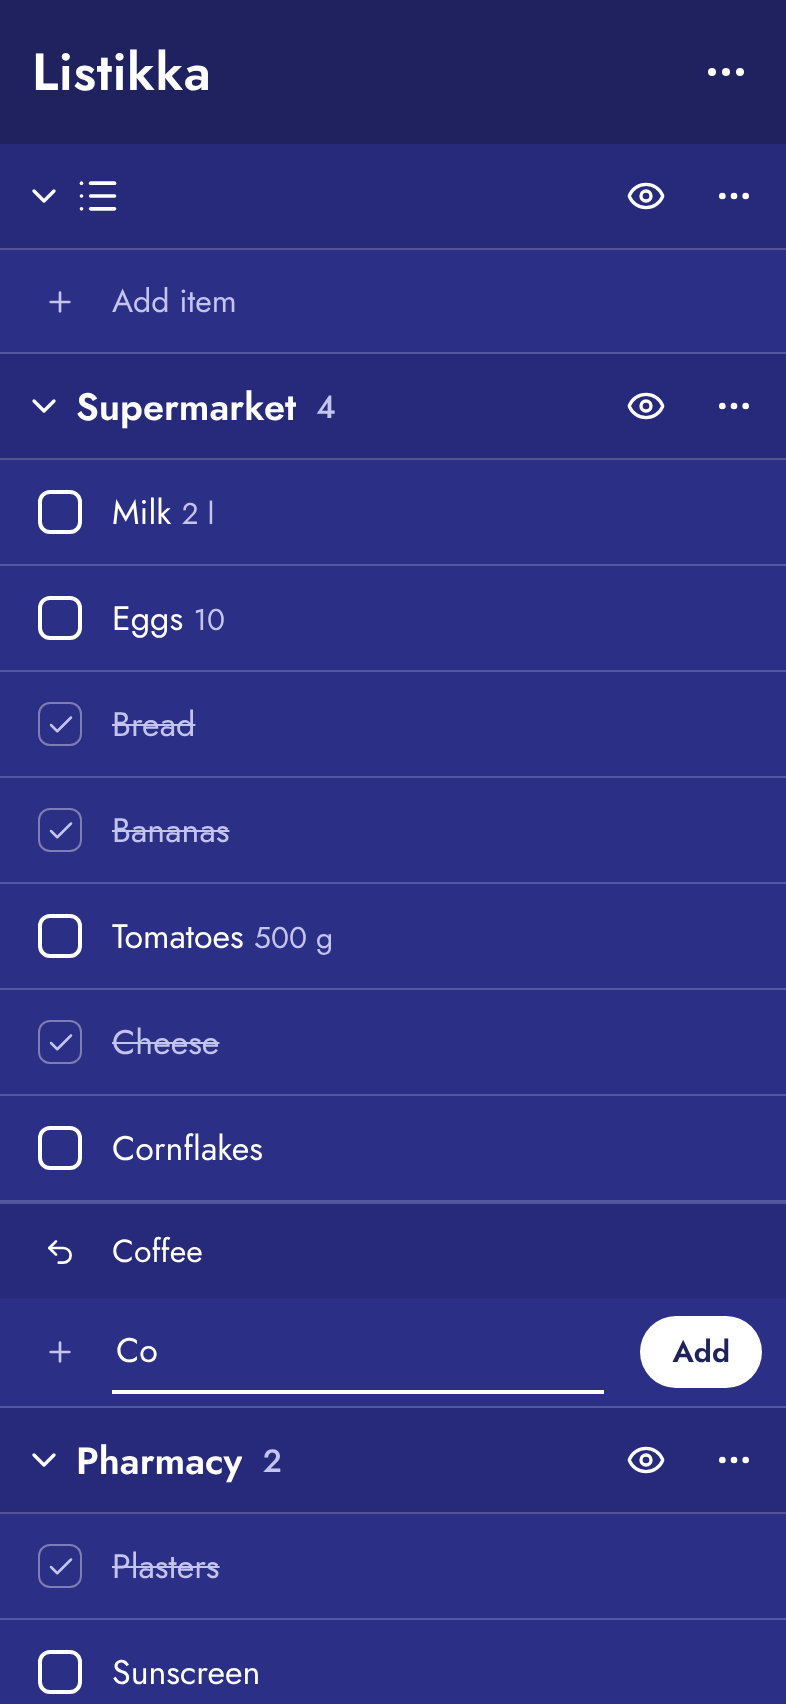 Listikka
Add item
Supermarket 4
Milk 2 l
Eggs 10
Bread
Bananas
Tomatoes 500 g
Cheese
Cornflakes
Coffee
Co
Add
Pharmacy 2
Plasters
Sunscreen